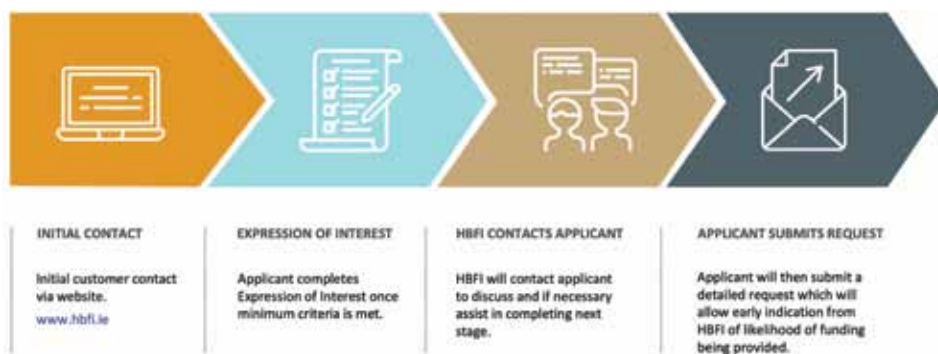 INITIAL CONTACT
Initial customer contact
via website.
www.hbfi.ie
EXPRESSION OF INTEREST
Applicant completes
Expression of Interest once
minimum criteria is met.
HBFI CONTACTS APPLICANT
HBFI will contact applicant
to discuss and if necessary
assist in completing next
stage.
APPLICANT SUBMITS REQUEST
Applicant will then submit a
detailed request which will
allow early indication from
HBFI of likelihood of funding
being provided.